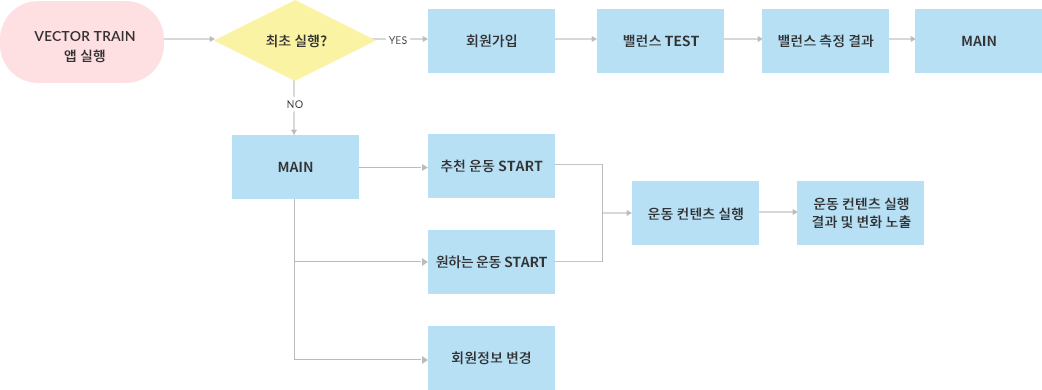 VECTOR TRAIN
앱 실행
최초 실행?
YES
회원가입
밸런스 TEST
밸런스 측정 결과
MAIN
NO
MAIN
추천 운동 START
원하는 운동 START
회원정보 변경
운동 컨텐츠 실행
운동 컨텐츠 실행
결과 및 변화 노출